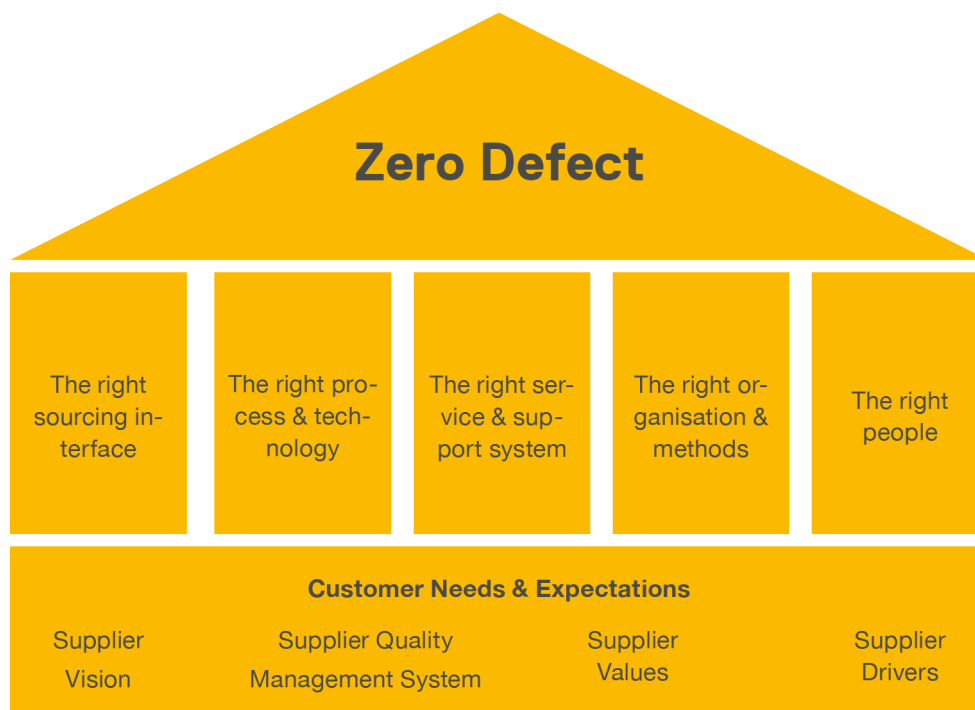 Zero Defect
The right
sourcing in-
terface
The right pro-
cess & tech-
nology
The right ser-
vice & sup-
port system
The right or-
ganisation &
methods
The right
people
Customer Needs & Expectations
Supplier
Vision
Supplier Quality
Management System
Supplier
Values
Supplier
Drivers